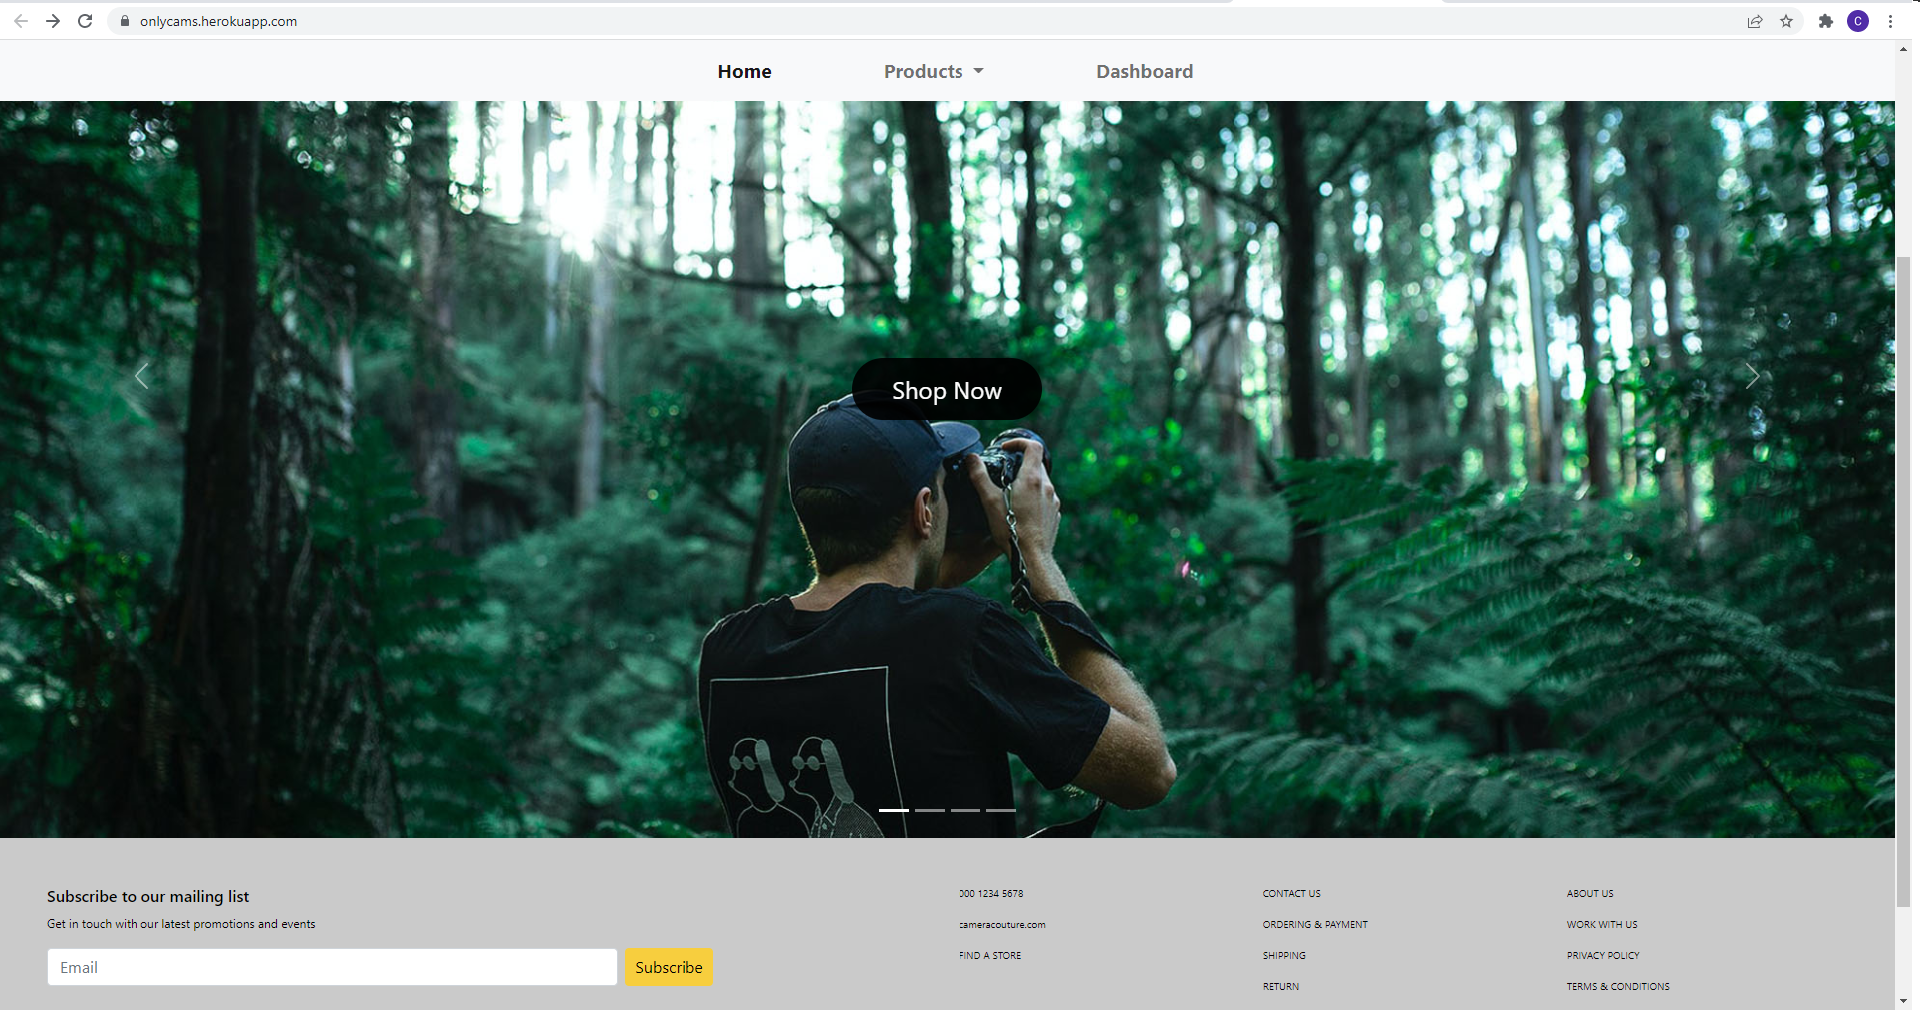 onlycams.herokuapp.com
C
Home
Products
Dashboard
Shop Now
Subscribe to our mailing list
Get in touch with our latest promotions and events
Email
Subscribe
000 1234 5678
cameracouture.com
FIND A STORE
CONTACT US
ORDERING & PAYMENT
SHIPPING
RETURN
ABOUT US
WORK WITH US
PRIVACY POLICY
TERMS & CONDITIONS